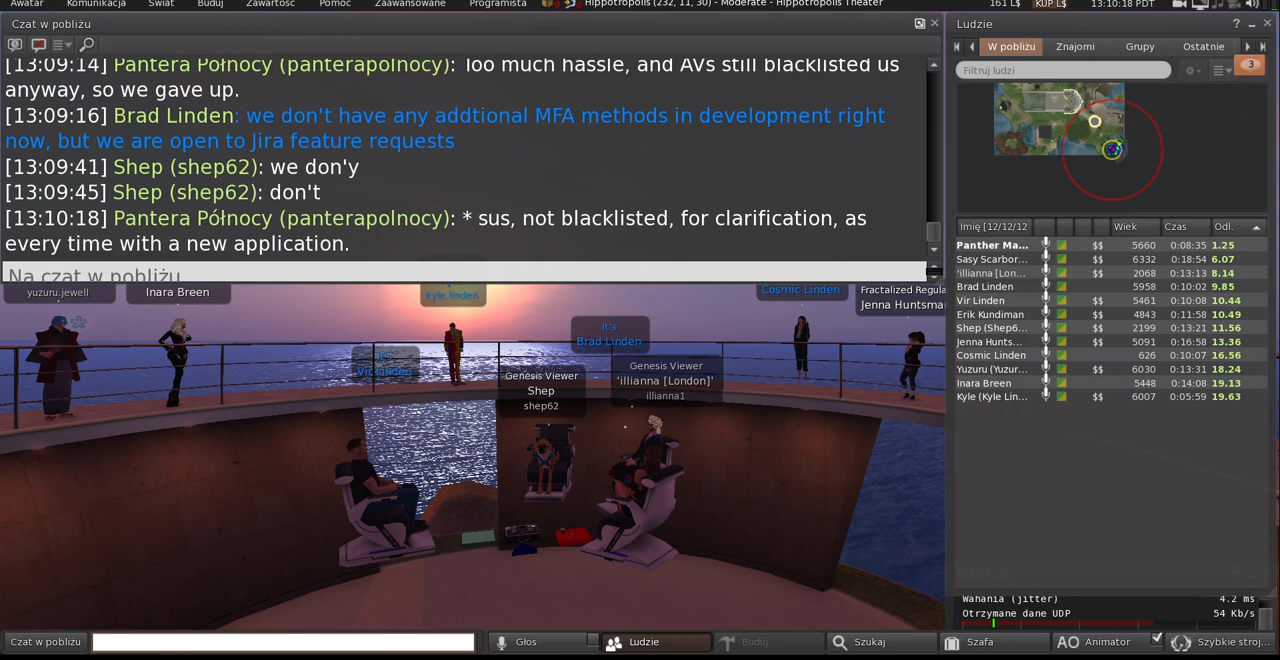 Awatar Komunikacja Świat Buduj Zawartość Pomoc Zaawansowane Programista Hippotropolis (232, 11, 30) - Moderate - Hippotropolis Theater 161 L$ KUP L$ 13:10:18 PDT
Czat w pobliżu
[13:09:14] Pantera Północy (panterapolnocy): Too much hassle, and AVs still blacklisted us
anyway, so we gave up.
[13:09:16] Brad Linden: we don't have any addtional MFA methods in development right
now, but we are open to Jira feature requests
[13:09:41] Shep (shep62): we don'y
[13:09:45] Shep (shep62): don't
[13:10:18] Pantera Północy (panterapolnocy): * sus, not blacklisted, for clarification, as
every time with a new application.
Na czat w pobliżu
yuzuru.jewell
Inara Breen
kyle.linden
Cosmic Linden
Fractalized Regula
Jenna Huntsma
It's
Brad Linden
It's
Vir Linden
Genesis Viewer
Shep
shep62
Genesis Viewer
'illianna [London]'
illianna1
Ludzie
W pobliżu Znajomi Grupy Ostatnie
3
Filtruj ludzi
Imię [12/12/12 Wiek Czas Odl.
Panther Ma... $$ 5660 0:08:35 1.25
Sasy Scarbor... $$ 6332 0:18:54 6.07
'illianna [Lon... $$ 2068 0:13:13 8.14
Brad Linden 5958 0:10:02 9.85
Vir Linden $$ 5461 0:10:08 10.44
Erik Kundiman $$ 4843 0:11:58 10.49
Shep (Shep6... $$ 2199 0:13:21 11.56
Jenna Hunts... $$ 5091 0:16:58 13.36
Cosmic Linden 626 0:10:07 16.56
Yuzuru (Yuzur... $$ 6030 0:13:31 18.24
Inara Breen 5448 0:14:08 19.13
Kyle (Kyle Lin... $$ 6007 0:05:59 19.63
Statystyki
Wahania (jitter) 4.2 ms
Otrzymane dane UDP 54 Kb/s
Czat w pobliżu Głos Ludzie Buduj Szukaj Szafa AO Animator Szybkie stroj...